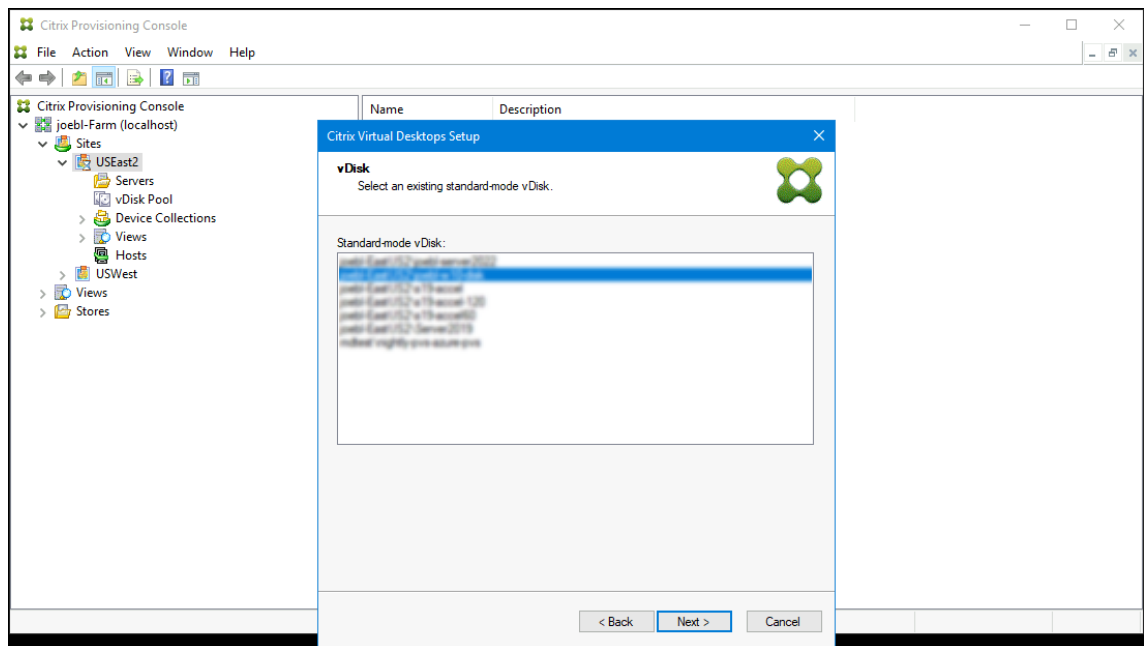 Citrix Provisioning Console
File Action View Window Help
Citrix Provisioning Console
joebl-Farm (localhost)
Sites
USEast2
Servers
vDisk Pool
Device Collections
Views
Hosts
USWest
Views
Stores
Name Description
Citrix Virtual Desktops Setup
vDisk
Select an existing standard-mode vDisk.
Standard-mode vDisk:
< Back Next > Cancel